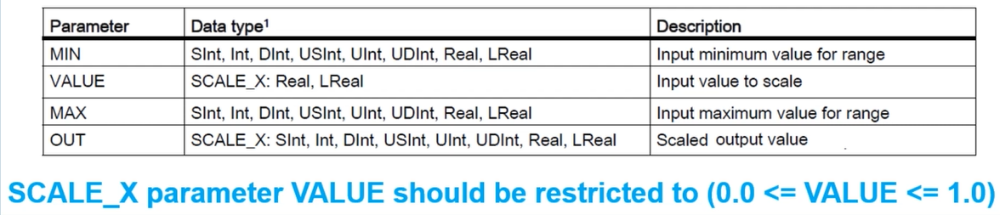 Parameter Data type¹ Description
MIN SInt, Int, DInt, USInt, UInt, UDInt, Real, LReal Input minimum value for range
VALUE SCALE_X: Real, LReal Input value to scale
MAX SInt, Int, DInt, USInt, UInt, UDInt, Real, LReal Input maximum value for range
OUT SCALE_X: SInt, Int, DInt, USInt, UInt, UDInt, Real, LReal Scaled output value
SCALE_X parameter VALUE should be restricted to (0.0 <= VALUE <= 1.0)